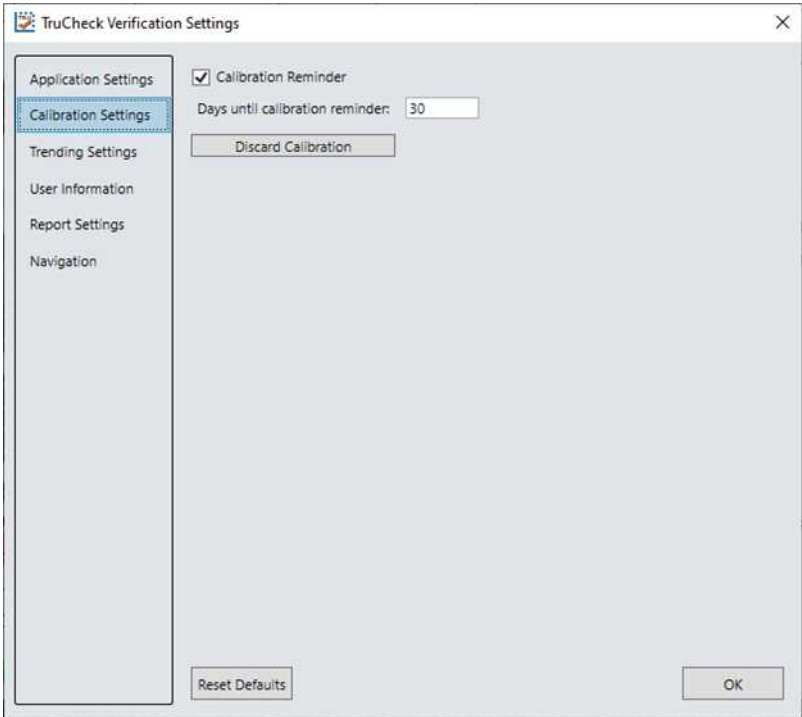 TruCheck Verification Settings
Application Settings
Calibration Settings
Trending Settings
User Information
Report Settings
Navigation
Calibration Reminder
Days until calibration reminder: 30
Discard Calibration
Reset Defaults
OK